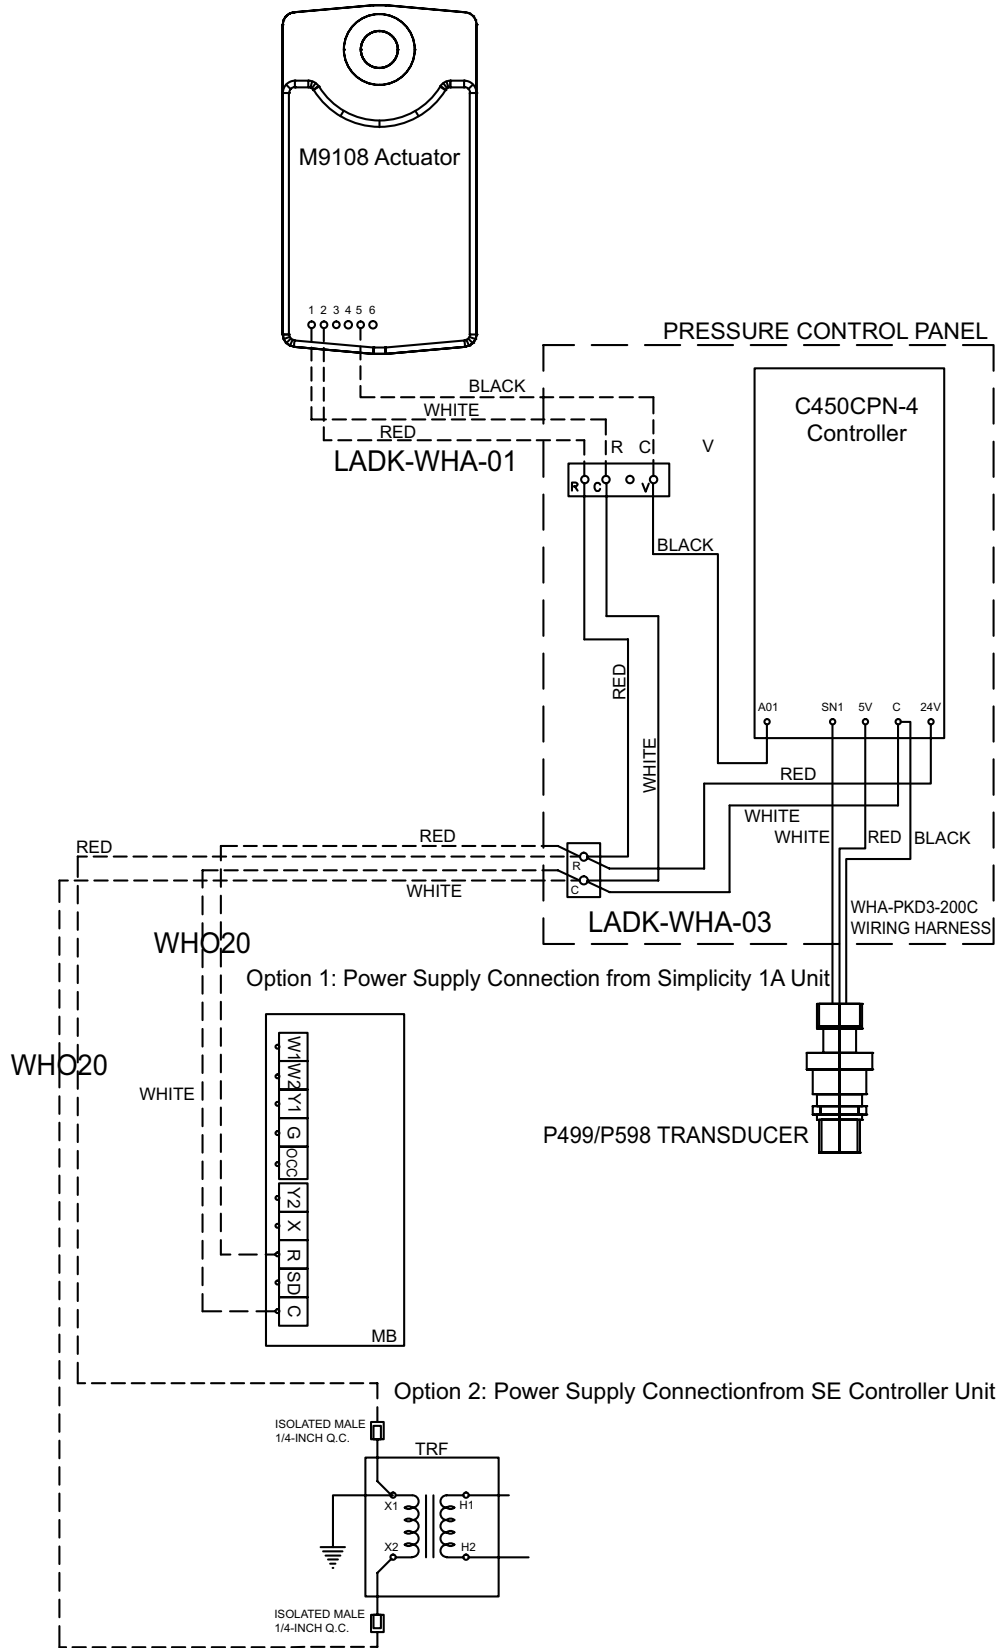 M9108 Actuator
1 2 3 4 5 6
PRESSURE CONTROL PANEL
BLACK
WHITE
RED
LADK-WHA-01
R C V
R C V
C450CPN-4
Controller
BLACK
RED
WHITE
A01 SN1 5V C 24V
RED
WHITE
WHITE RED BLACK
RED
RED
WHITE
R
C
LADK-WHA-03
WHA-PKD3-200C
WIRING HARNESS
WHO20
Option 1: Power Supply Connection from Simplicity 1A Unit
WHO20
WHITE
W1
W2
Y1
G
OCC
Y2
X
R
SD
C
MB
P499/P598 TRANSDUCER
Option 2: Power Supply Connectionfrom SE Controller Unit
ISOLATED MALE
1/4-INCH Q.C.
TRF
X1 H1
X2 H2
ISOLATED MALE
1/4-INCH Q.C.